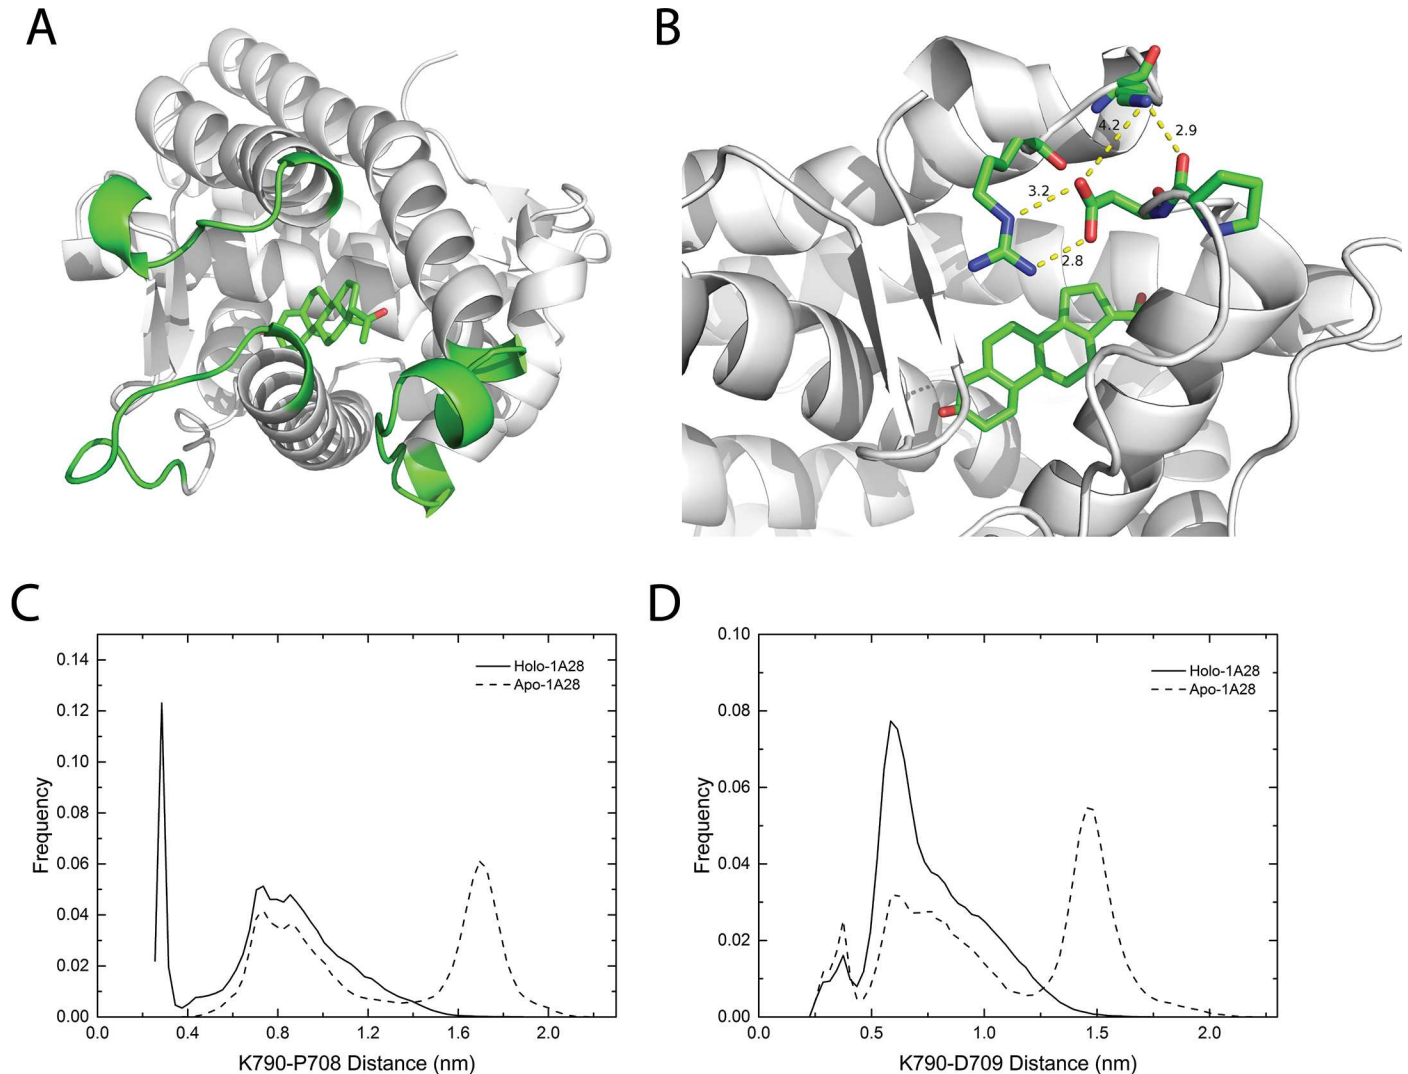 A
B
4.2
2.9
3.2
2.8
C
D
0.14
0.12
0.10
0.08
0.06
0.04
0.02
0.00
Frequency
Holo-1A28
Apo-1A28
0.0 0.4 0.8 1.2 1.6 2.0
K790-P708 Distance (nm)
0.10
0.08
0.06
0.04
0.02
0.00
Frequency
Holo-1A28
Apo-1A28
0.0 0.5 1.0 1.5 2.0
K790-D709 Distance (nm)